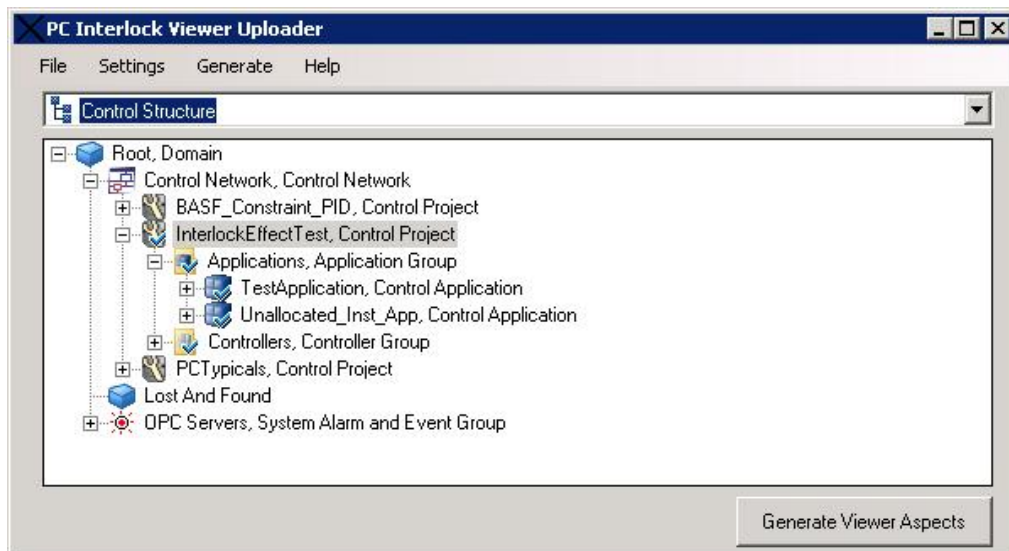 PC Interlock Viewer Uploader
File Settings Generate Help
Control Structure
Root, Domain
Control Network, Control Network
BASF_Constraint_PID, Control Project
InterlockEffectTest, Control Project
Applications, Application Group
TestApplication, Control Application
Unallocated_Inst_App, Control Application
Controllers, Controller Group
PCTypicals, Control Project
Lost And Found
OPC Servers, System Alarm and Event Group
Generate Viewer Aspects